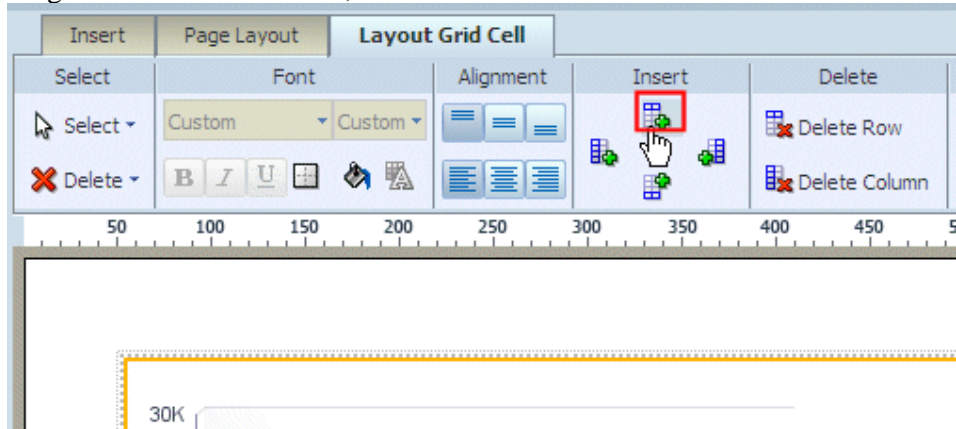 Insert Page Layout Layout Grid Cell
Select Font Alignment Insert Delete
Select Custom Custom Delete Row
Delete B I U A Delete Column
50 100 150 200 250 300 350 400 450
30K